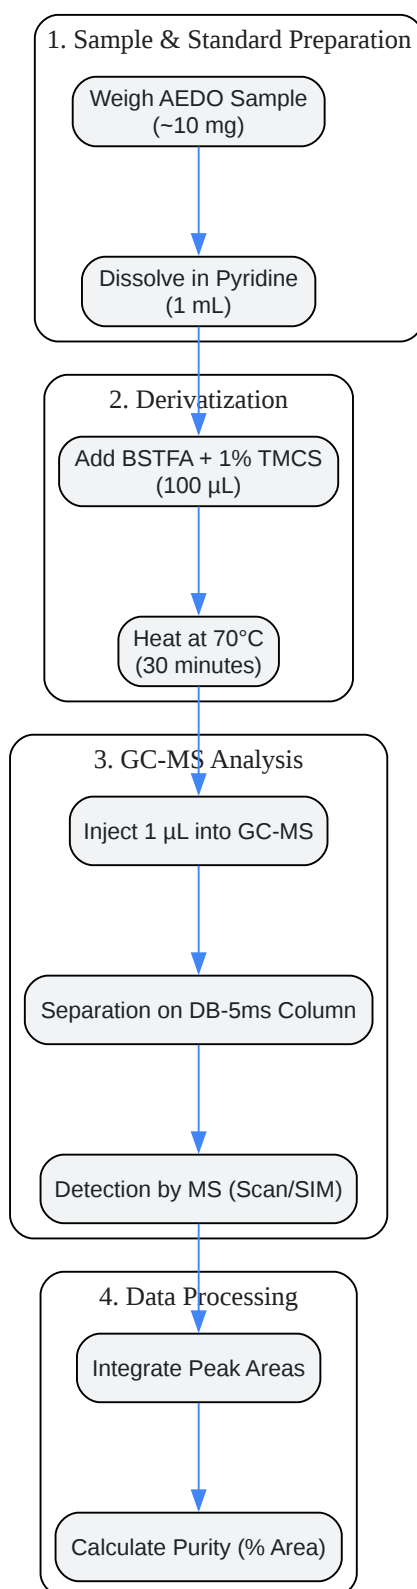 1. Sample & Standard Preparation
Weigh AEDO Sample
(~10 mg)
Dissolve in Pyridine
(1 mL)
2. Derivatization
Add BSTFA + 1% TMCS
(100 µL)
Heat at 70°C
(30 minutes)
3. GC-MS Analysis
Inject 1 µL into GC-MS
Separation on DB-5ms Column
Detection by MS (Scan/SIM)
4. Data Processing
Integrate Peak Areas
Calculate Purity (% Area)